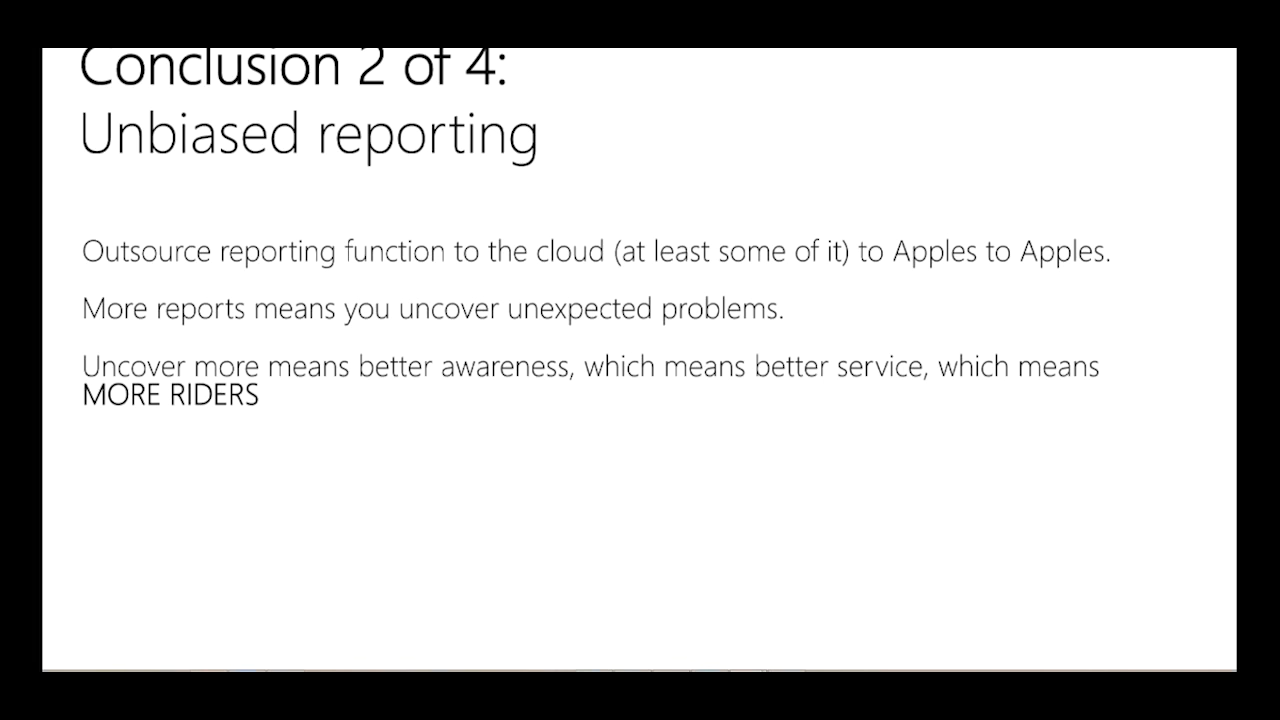 Conclusion 2 of 4:
Unbiased reporting
Outsource reporting function to the cloud (at least some of it) to Apples to Apples.
More reports means you uncover unexpected problems.
Uncover more means better awareness, which means better service, which means
MORE RIDERS